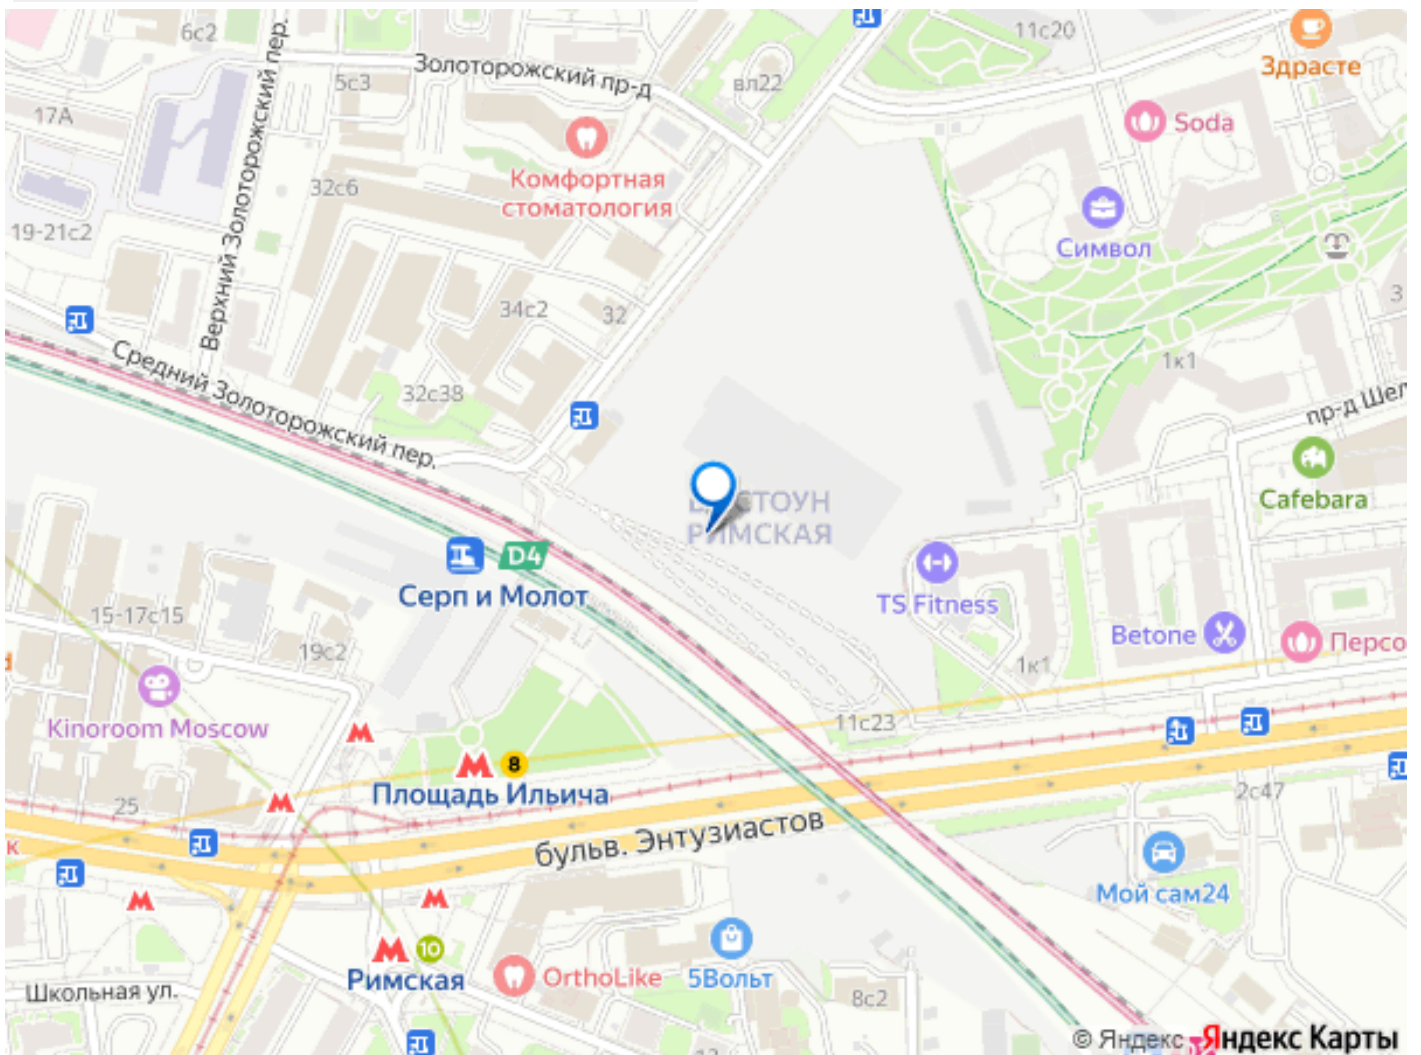 6с2
11с20
Здрасте
Золоторожский пр-д
5с3
вл22
17А
Soda
Верхний Золоторожский пер.
Комфортная
стоматология
32с6
19-21с2
Символ
34с2
32
3
Средний Золоторожский пер.
32с38
1к1
пр-д Шел
Cafebara
РИМСКАЯ
D4
Серп и Молот
TS Fitness
Betone
Персо
15-17с15
19с2
1к1
Kinoroom Moscow
11с23
8
Площадь Ильича
25
2с47
к
бульв. Энтузиастов
Мой сам24
10
Римская
OrthoLike
5Вольт
Школьная ул.
8с2
© Яндекс Яндекс Карты